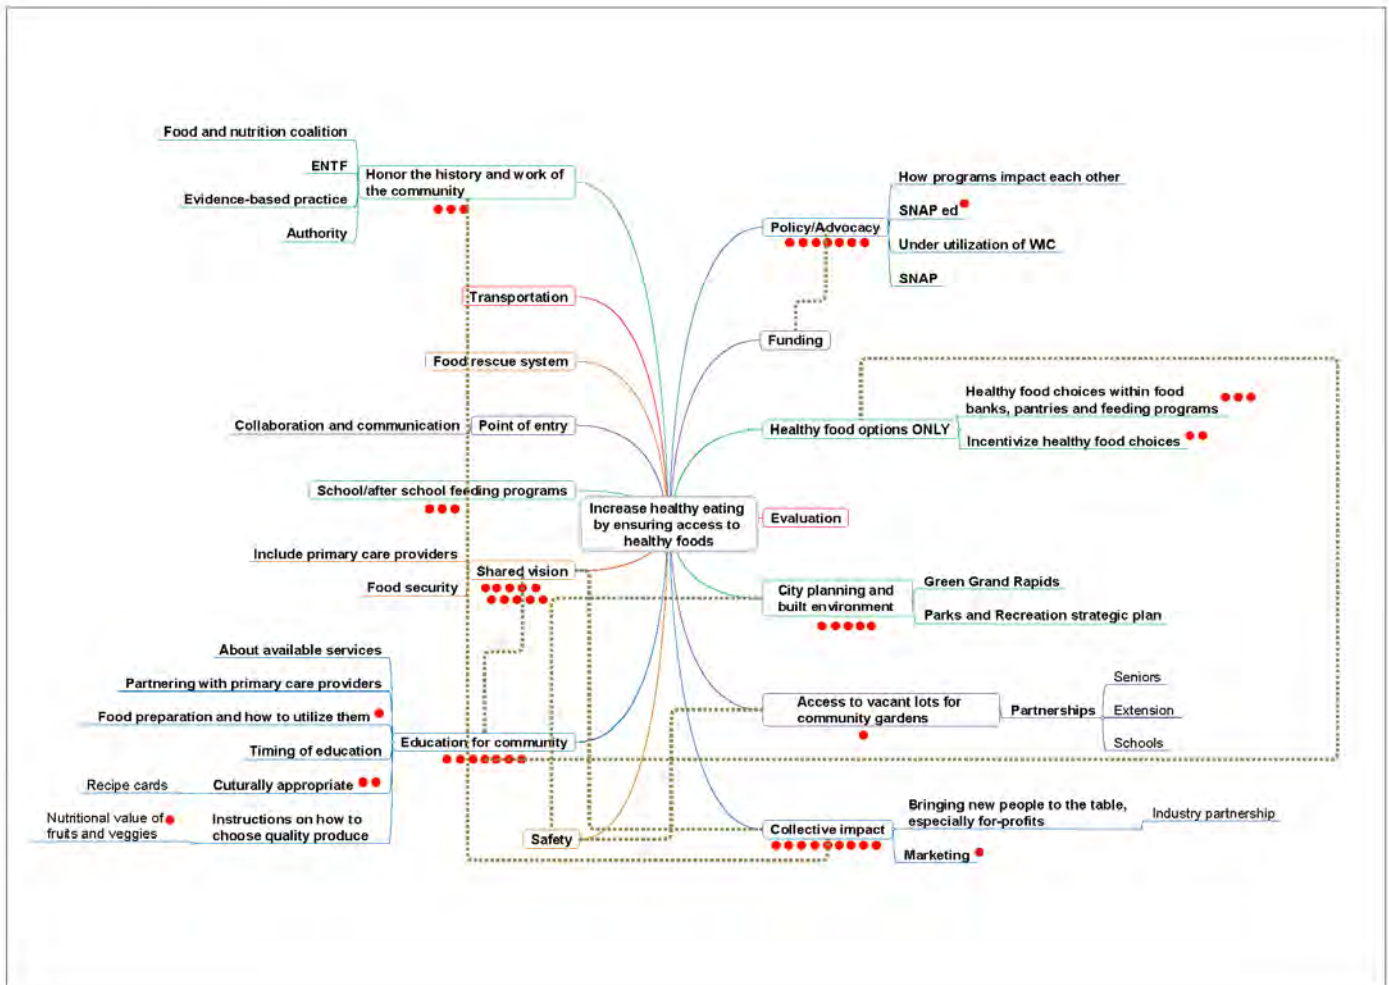 Food and nutrition coalition
ENTF
Evidence-based practice
Authority
Honor the history and work of
the community
Transportation
Food rescue system
Collaboration and communication
Point of entry
School/after school feeding programs
Include primary care providers
Food security
Shared vision
About available services
Partnering with primary care providers
Food preparation and how to utilize them
Timing of education
Recipe cards
Cuturally appropriate
Nutritional value of
fruits and veggies
Instructions on how to
choose quality produce
Education for community
Safety
Increase healthy eating
by ensuring access to
healthy foods
Policy/Advocacy
How programs impact each other
SNAP ed
Under utilization of WIC
SNAP
Funding
Healthy food options ONLY
Healthy food choices within food
banks, pantries and feeding programs
Incentivize healthy food choices
Evaluation
City planning and
built environment
Green Grand Rapids
Parks and Recreation strategic plan
Access to vacant lots for
community gardens
Partnerships
Seniors
Extension
Schools
Collective impact
Bringing new people to the table,
especially for-profits
Industry partnership
Marketing